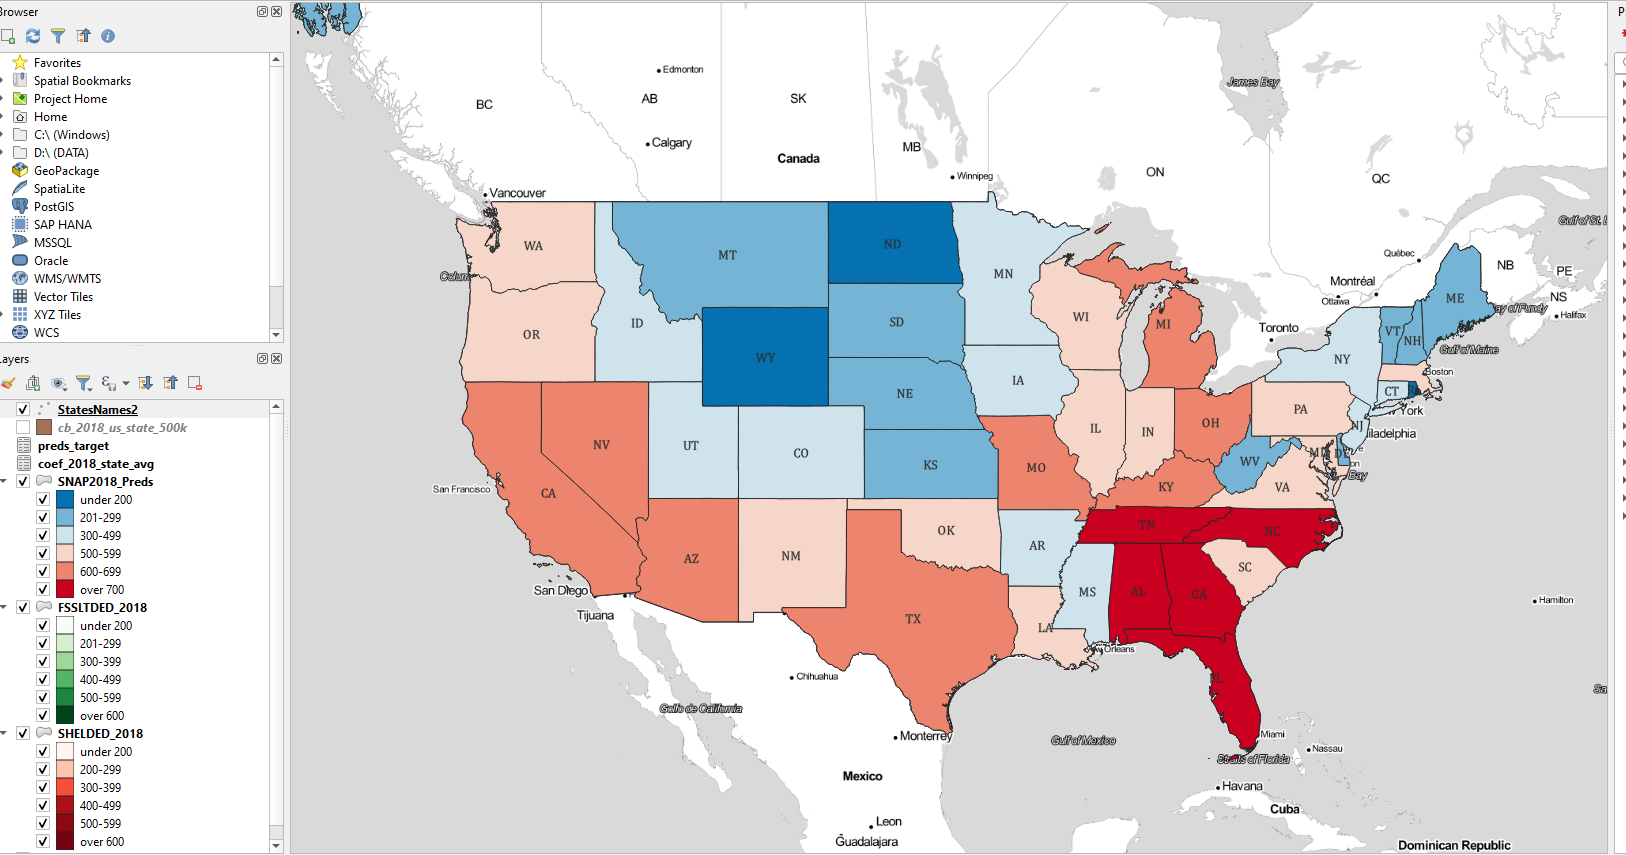 Browser
Favorites
Spatial Bookmarks
Project Home
Home
C:\ (Windows)
D:\ (DATA)
GeoPackage
SpatiaLite
PostGIS
SAP HANA
MSSQL
Oracle
WMS/WMTS
Vector Tiles
XYZ Tiles
WCS
Layers
StatesNames2
cb_2018_us_state_500k
preds_target
coef_2018_state_avg
SNAP2018_Preds
under 200
201-299
300-499
500-599
600-699
over 700
FSSLTDED_2018
under 200
201-299
300-399
400-499
500-599
over 600
SHELDED_2018
under 200
200-299
300-399
400-499
500-599
over 600
Edmonton
BC
AB
SK
Calgary
MB
Canada
Winnipeg
ON
QC
James Bay
Vancouver
Gulf of St. L
Québec
NB
PE
Montréal
Ottawa
NS
Halifax
Bay of Fundy
Toronto
Gulf of Maine
Boston
York
iladelphia
Bay
WA
MT
ND
MN
OR
ID
WY
SD
WI
MI
ME
VT
NH
NY
CT
NE
IA
PA
NJ
NV
UT
CO
KS
MO
IL
IN
OH
WV
MD
VA
KY
CA
San Francisco
AZ
NM
OK
AR
TN
NC
SC
MS
AL
GA
TX
LA
FL
Colum
San Diego
Tijuana
Orleans
Hamilton
Chihuahua
Golfo de California
Monterrey
Gulf of Mexico
Miami
Nassau
Straits of Florida
Mexico
Havana
Cuba
Leon
Guadalajara
Dominican Republic
Sa
P